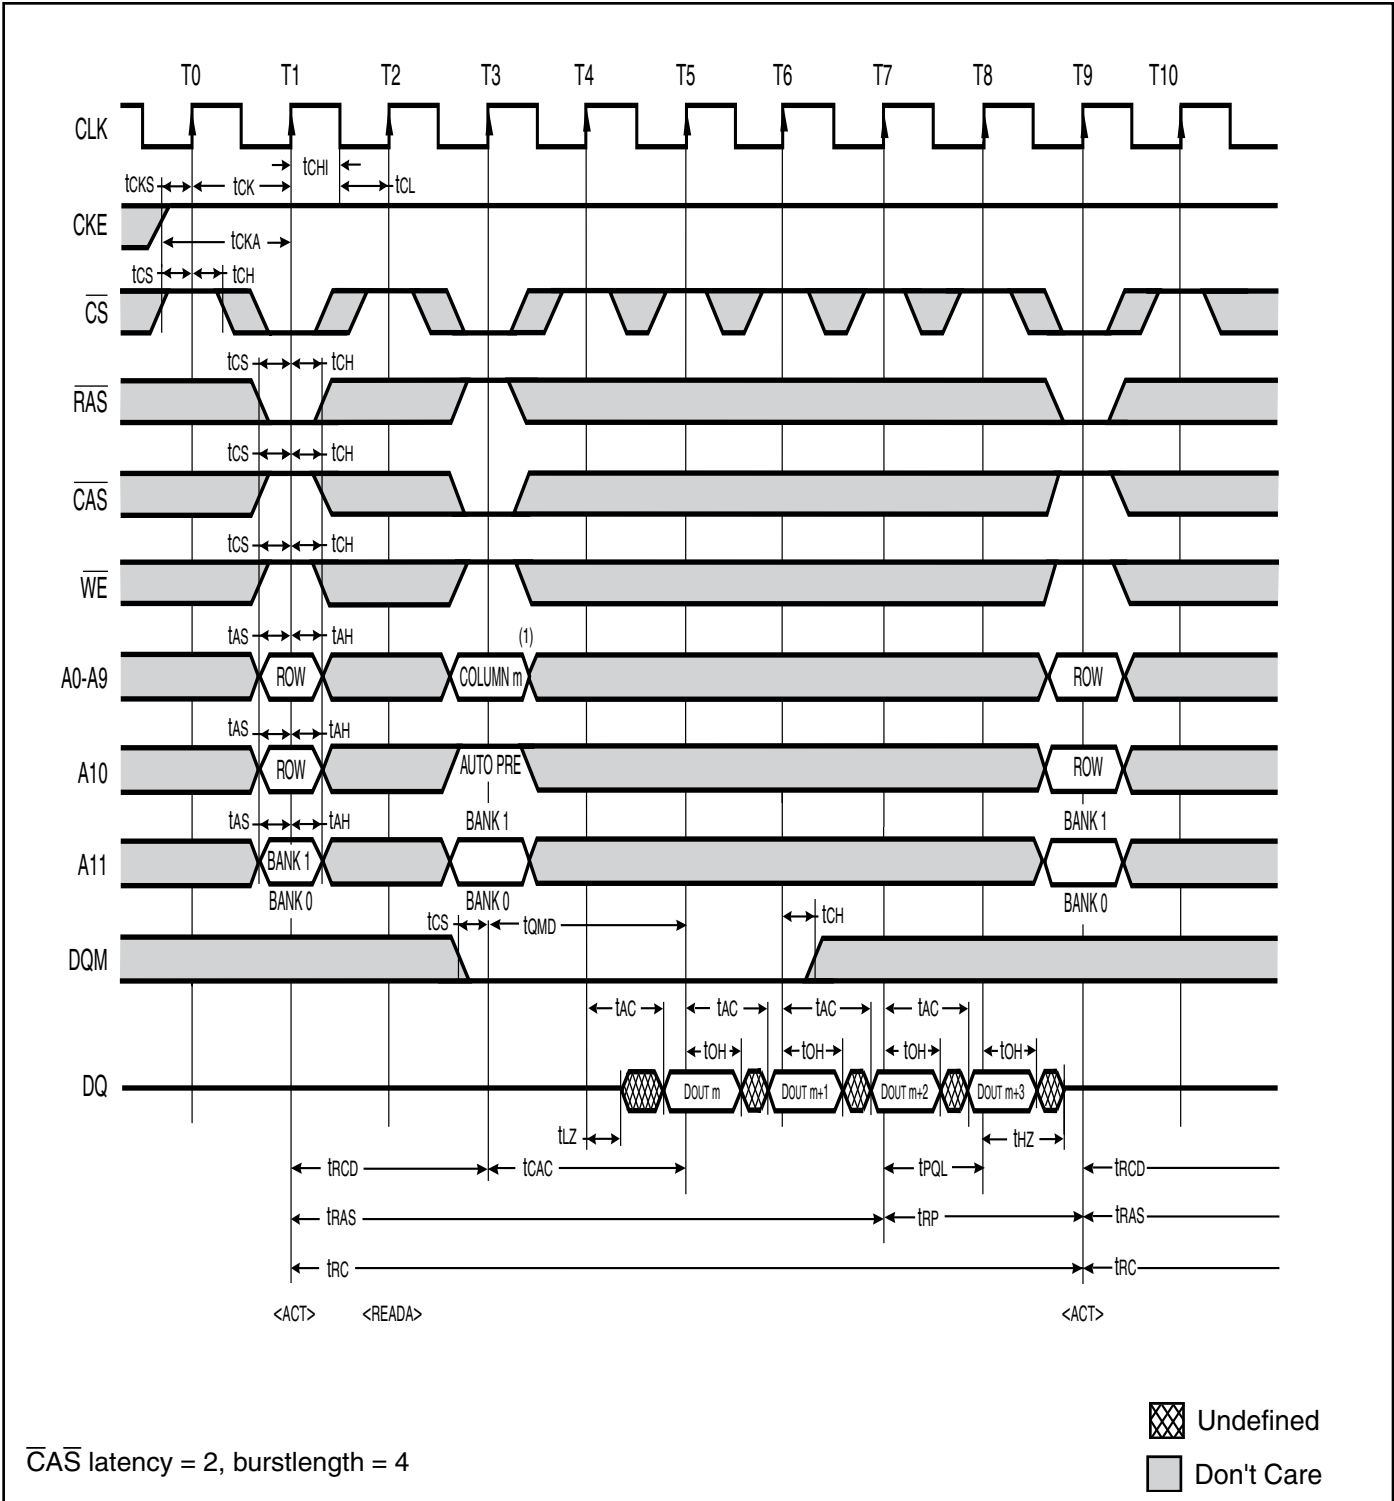 T0 T1 T2 T3 T4 T5 T6 T7 T8 T9 T10
CLK
tCHI
tCKS tCK tCL
CKE
tCKA
tCS tCH
CS
tCS tCH
RAS
tCS tCH
CAS
tCS tCH
WE
tAS tAH (1)
A0-A9 ROW COLUMN m ROW
tAS tAH
A10 ROW AUTO PRE ROW
tAS tAH BANK 1 BANK 1
A11 BANK 1
BANK 0 BANK 0 BANK 0
tCS tQMD tCH
DQM
tAC tAC tAC tAC
tOH tOH tOH tOH
DQ DOUT m DOUT m+1 DOUT m+2 DOUT m+3
tLZ tHZ
tRCD tCAC tPQL tRCD
tRAS tRP tRAS
tRC tRC
<ACT> <READA> <ACT>
Undefined
CAS latency = 2, burstlength = 4
Don't Care